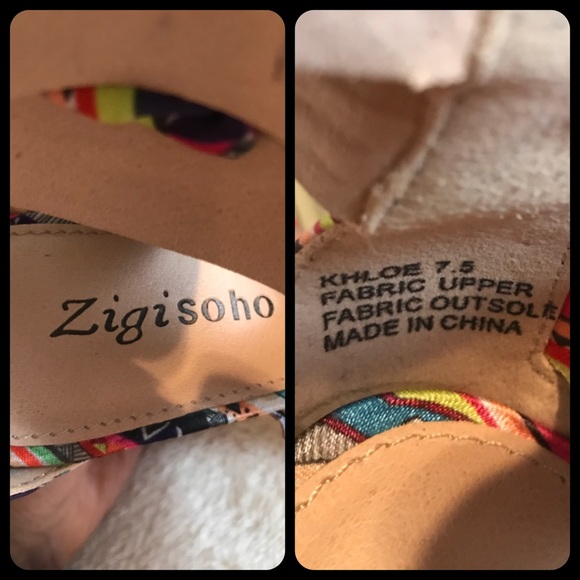 Zigisoho
KHLOE 7.5
FABRIC UPPER
FABRIC OUTSOLE
MADE IN CHINA